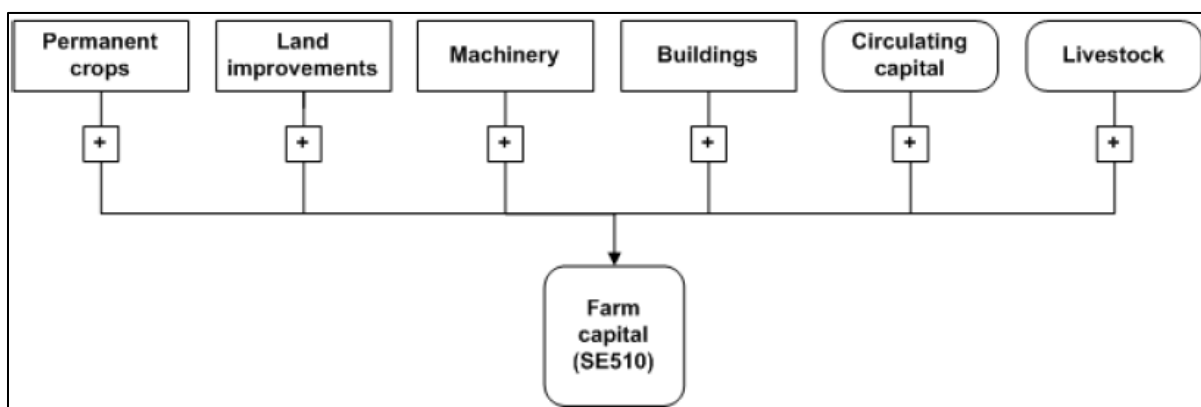 Permanent
crops
Land
improvements
Machinery
Buildings
Circulating
capital
Livestock
+
+
+
+
+
+
Farm
capital
(SE510)